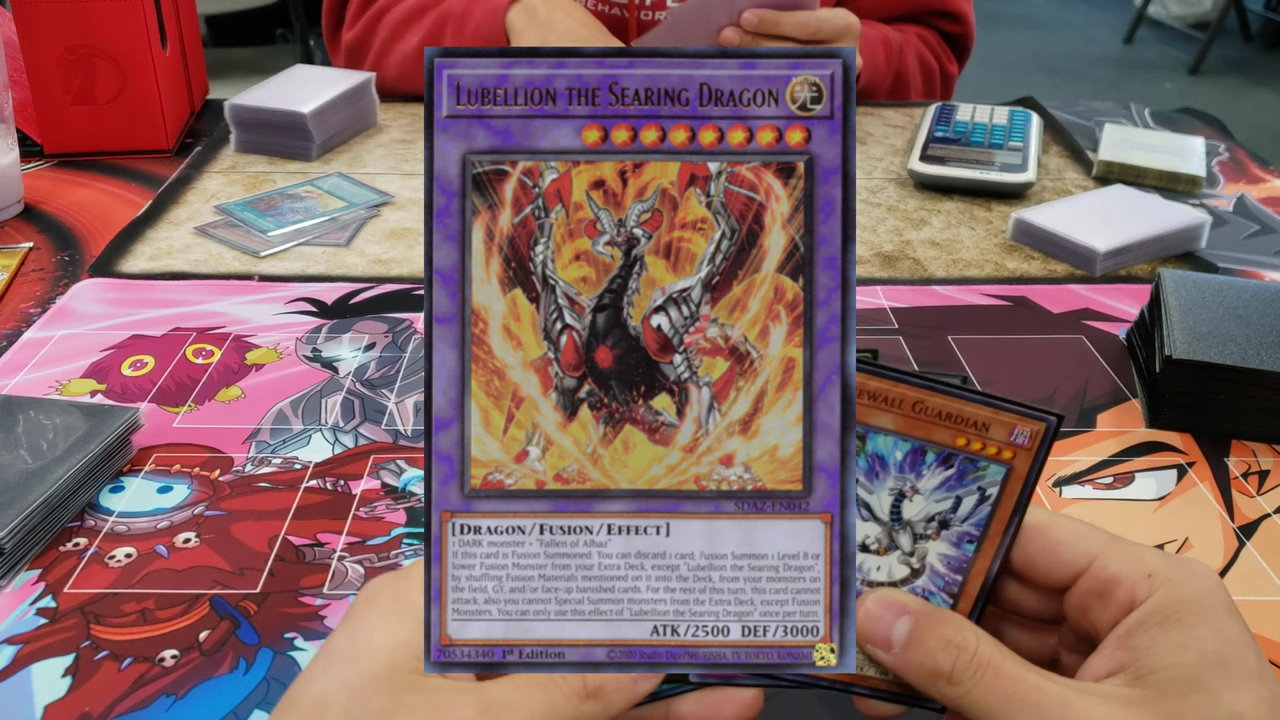 BEHAVIOR
LUBELLION THE SEARING DRAGON
光
SDAZ-EN042
[DRAGON/FUSION/EFFECT]
1 DARK monster + "Fallen of Albaz"
If this card is Fusion Summoned: You can discard 1 card; Fusion Summon 1 Level 8 or
lower Fusion Monster from your Extra Deck, except "Lubellion the Searing Dragon",
by shuffling Fusion Materials mentioned on it into the Deck, from your monsters on
the field, GY, and/or face-up banished cards. For the rest of this turn, this card cannot
attack, also you cannot Special Summon monsters from the Extra Deck, except Fusion
Monsters. You can only use this effect of "Lubellion the Searing Dragon" once per turn.
ATK/2500 DEF/3000
70534340 1st Edition ©2020 Studio Dice/SHUEISHA, TV TOKYO, KONAMI
EWALL GUARDIAN